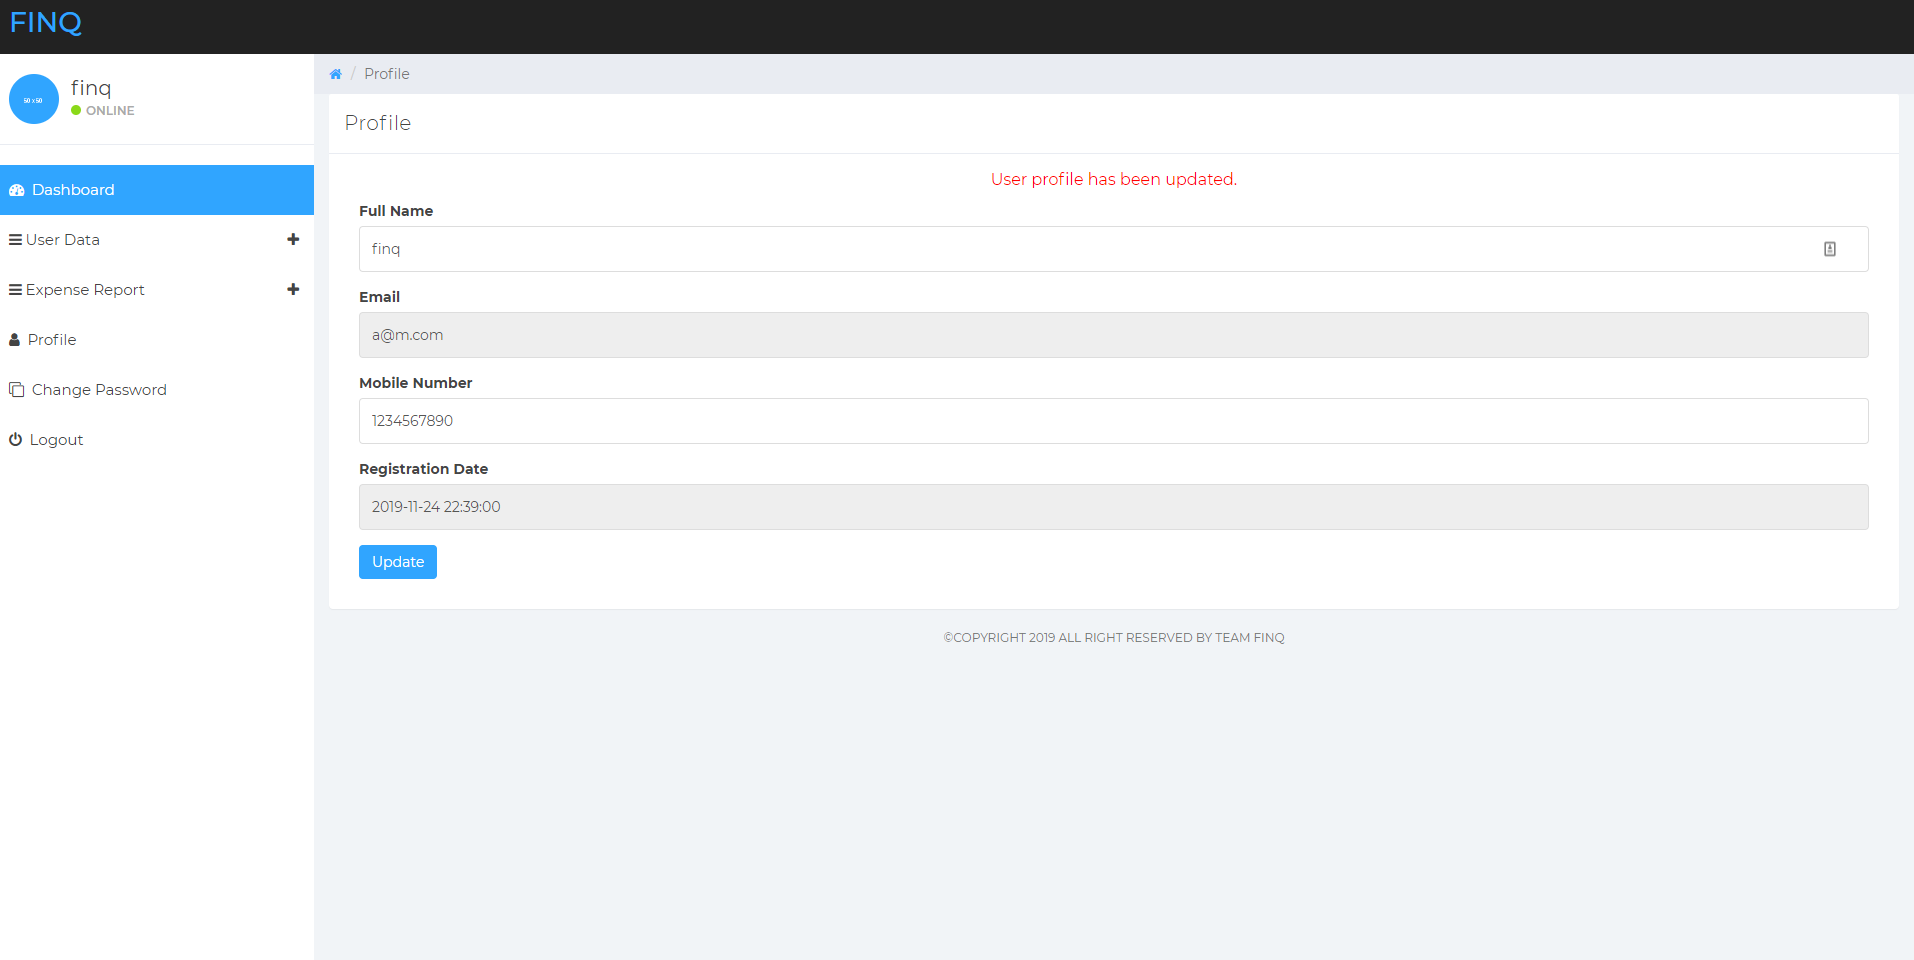 FINQ
50 x 50
finq
ONLINE
Dashboard
User Data
Expense Report
Profile
Change Password
Logout
/ Profile
Profile
User profile has been updated.
Full Name
finq
Email
a@m.com
Mobile Number
1234567890
Registration Date
2019-11-24 22:39:00
Update
©COPYRIGHT 2019 ALL RIGHT RESERVED BY TEAM FINQ